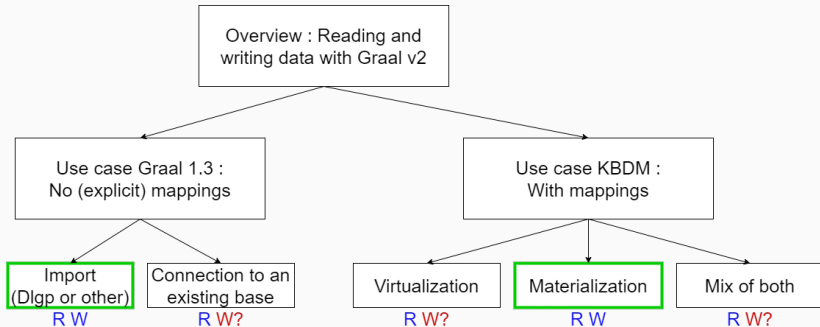 Overview : Reading and
writing data with Graal v2
Use case Graal 1.3 :
No (explicit) mappings
Use case KBDM :
With mappings
Import
(Dlgp or other)
Connection to an
existing base
Virtualization
Materialization
Mix of both
R W
R W?
R W?
R W
R W?